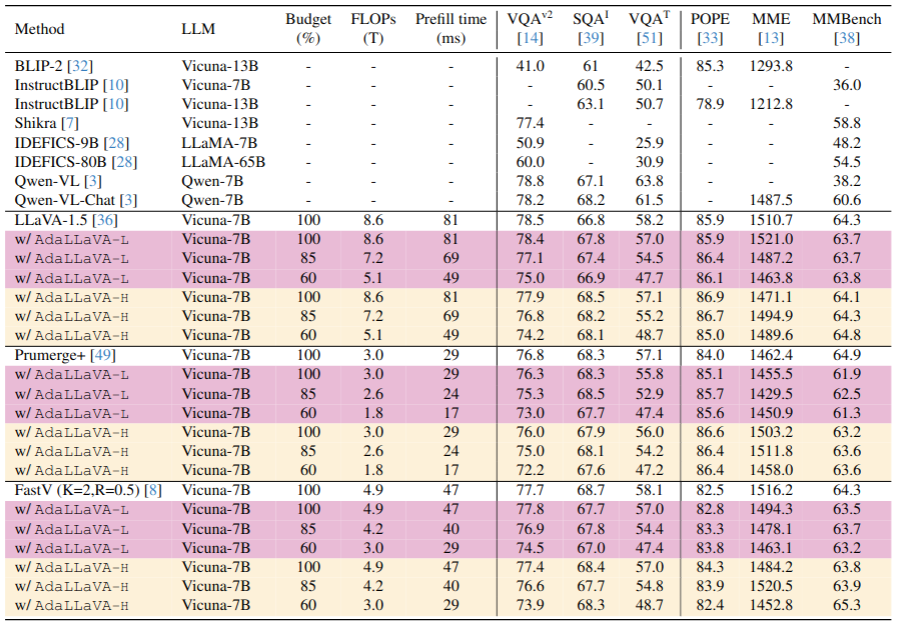 Method LLM Budget (%) FLOPs (T) Prefill time (ms) VQAv2 [14] SQAI [39] VQAT [51] POPE [33] MME [13] MMBench [38]
BLIP-2 [32] Vicuna-13B - - - 41.0 61 42.5 85.3 1293.8 -
InstructBLIP [10] Vicuna-7B - - - - 60.5 50.1 - - 36.0
InstructBLIP [10] Vicuna-13B - - - - 63.1 50.7 78.9 1212.8 -
Shikra [7] Vicuna-13B - - - 77.4 - - - - 58.8
IDEFICS-9B [28] LLaMA-7B - - - 50.9 - 25.9 - - 48.2
IDEFICS-80B [28] LLaMA-65B - - - 60.0 - 30.9 - - 54.5
Qwen-VL [3] Qwen-7B - - - 78.8 67.1 63.8 - - 38.2
Qwen-VL-Chat [3] Qwen-7B - - - 78.2 68.2 61.5 - 1487.5 60.6
LLaVA-1.5 [36] Vicuna-7B 100 8.6 81 78.5 66.8 58.2 85.9 1510.7 64.3
w/ AdaLLaVA-L Vicuna-7B 100 8.6 81 78.4 67.8 57.0 85.9 1521.0 63.7
w/ AdaLLaVA-L Vicuna-7B 85 7.2 69 77.1 67.4 54.5 86.4 1487.2 63.7
w/ AdaLLaVA-L Vicuna-7B 60 5.1 49 75.0 66.9 47.7 86.1 1463.8 63.8
w/ AdaLLaVA-H Vicuna-7B 100 8.6 81 77.9 68.5 57.1 86.9 1471.1 64.1
w/ AdaLLaVA-H Vicuna-7B 85 7.2 69 76.8 68.2 55.2 86.7 1494.9 64.3
w/ AdaLLaVA-H Vicuna-7B 60 5.1 49 74.2 68.1 48.7 85.0 1489.6 64.8
Prumerge+ [49] Vicuna-7B 100 3.0 29 76.8 68.3 57.1 84.0 1462.4 64.9
w/ AdaLLaVA-L Vicuna-7B 100 3.0 29 76.3 68.3 55.8 85.1 1455.5 61.9
w/ AdaLLaVA-L Vicuna-7B 85 2.6 24 75.3 68.5 52.9 85.7 1429.5 62.5
w/ AdaLLaVA-L Vicuna-7B 60 1.8 17 73.0 67.7 47.4 85.6 1450.9 61.3
w/ AdaLLaVA-H Vicuna-7B 100 3.0 29 76.0 67.9 56.0 86.6 1503.2 63.2
w/ AdaLLaVA-H Vicuna-7B 85 2.6 24 75.0 68.1 54.2 86.4 1511.8 63.6
w/ AdaLLaVA-H Vicuna-7B 60 1.8 17 72.2 67.6 47.2 86.4 1458.0 63.6
FastV (K=2,R=0.5) [8] Vicuna-7B 100 4.9 47 77.7 68.7 58.1 82.5 1516.2 64.3
w/ AdaLLaVA-L Vicuna-7B 100 4.9 47 77.8 67.7 57.0 82.8 1494.3 63.5
w/ AdaLLaVA-L Vicuna-7B 85 4.2 40 76.9 67.8 54.4 83.3 1478.1 63.7
w/ AdaLLaVA-L Vicuna-7B 60 3.0 29 74.5 67.0 47.4 83.8 1463.1 63.2
w/ AdaLLaVA-H Vicuna-7B 100 4.9 47 77.4 68.4 57.0 84.3 1484.2 63.8
w/ AdaLLaVA-H Vicuna-7B 85 4.2 40 76.6 67.7 54.8 83.9 1520.5 63.9
w/ AdaLLaVA-H Vicuna-7B 60 3.0 29 73.9 68.3 48.7 82.4 1452.8 65.3